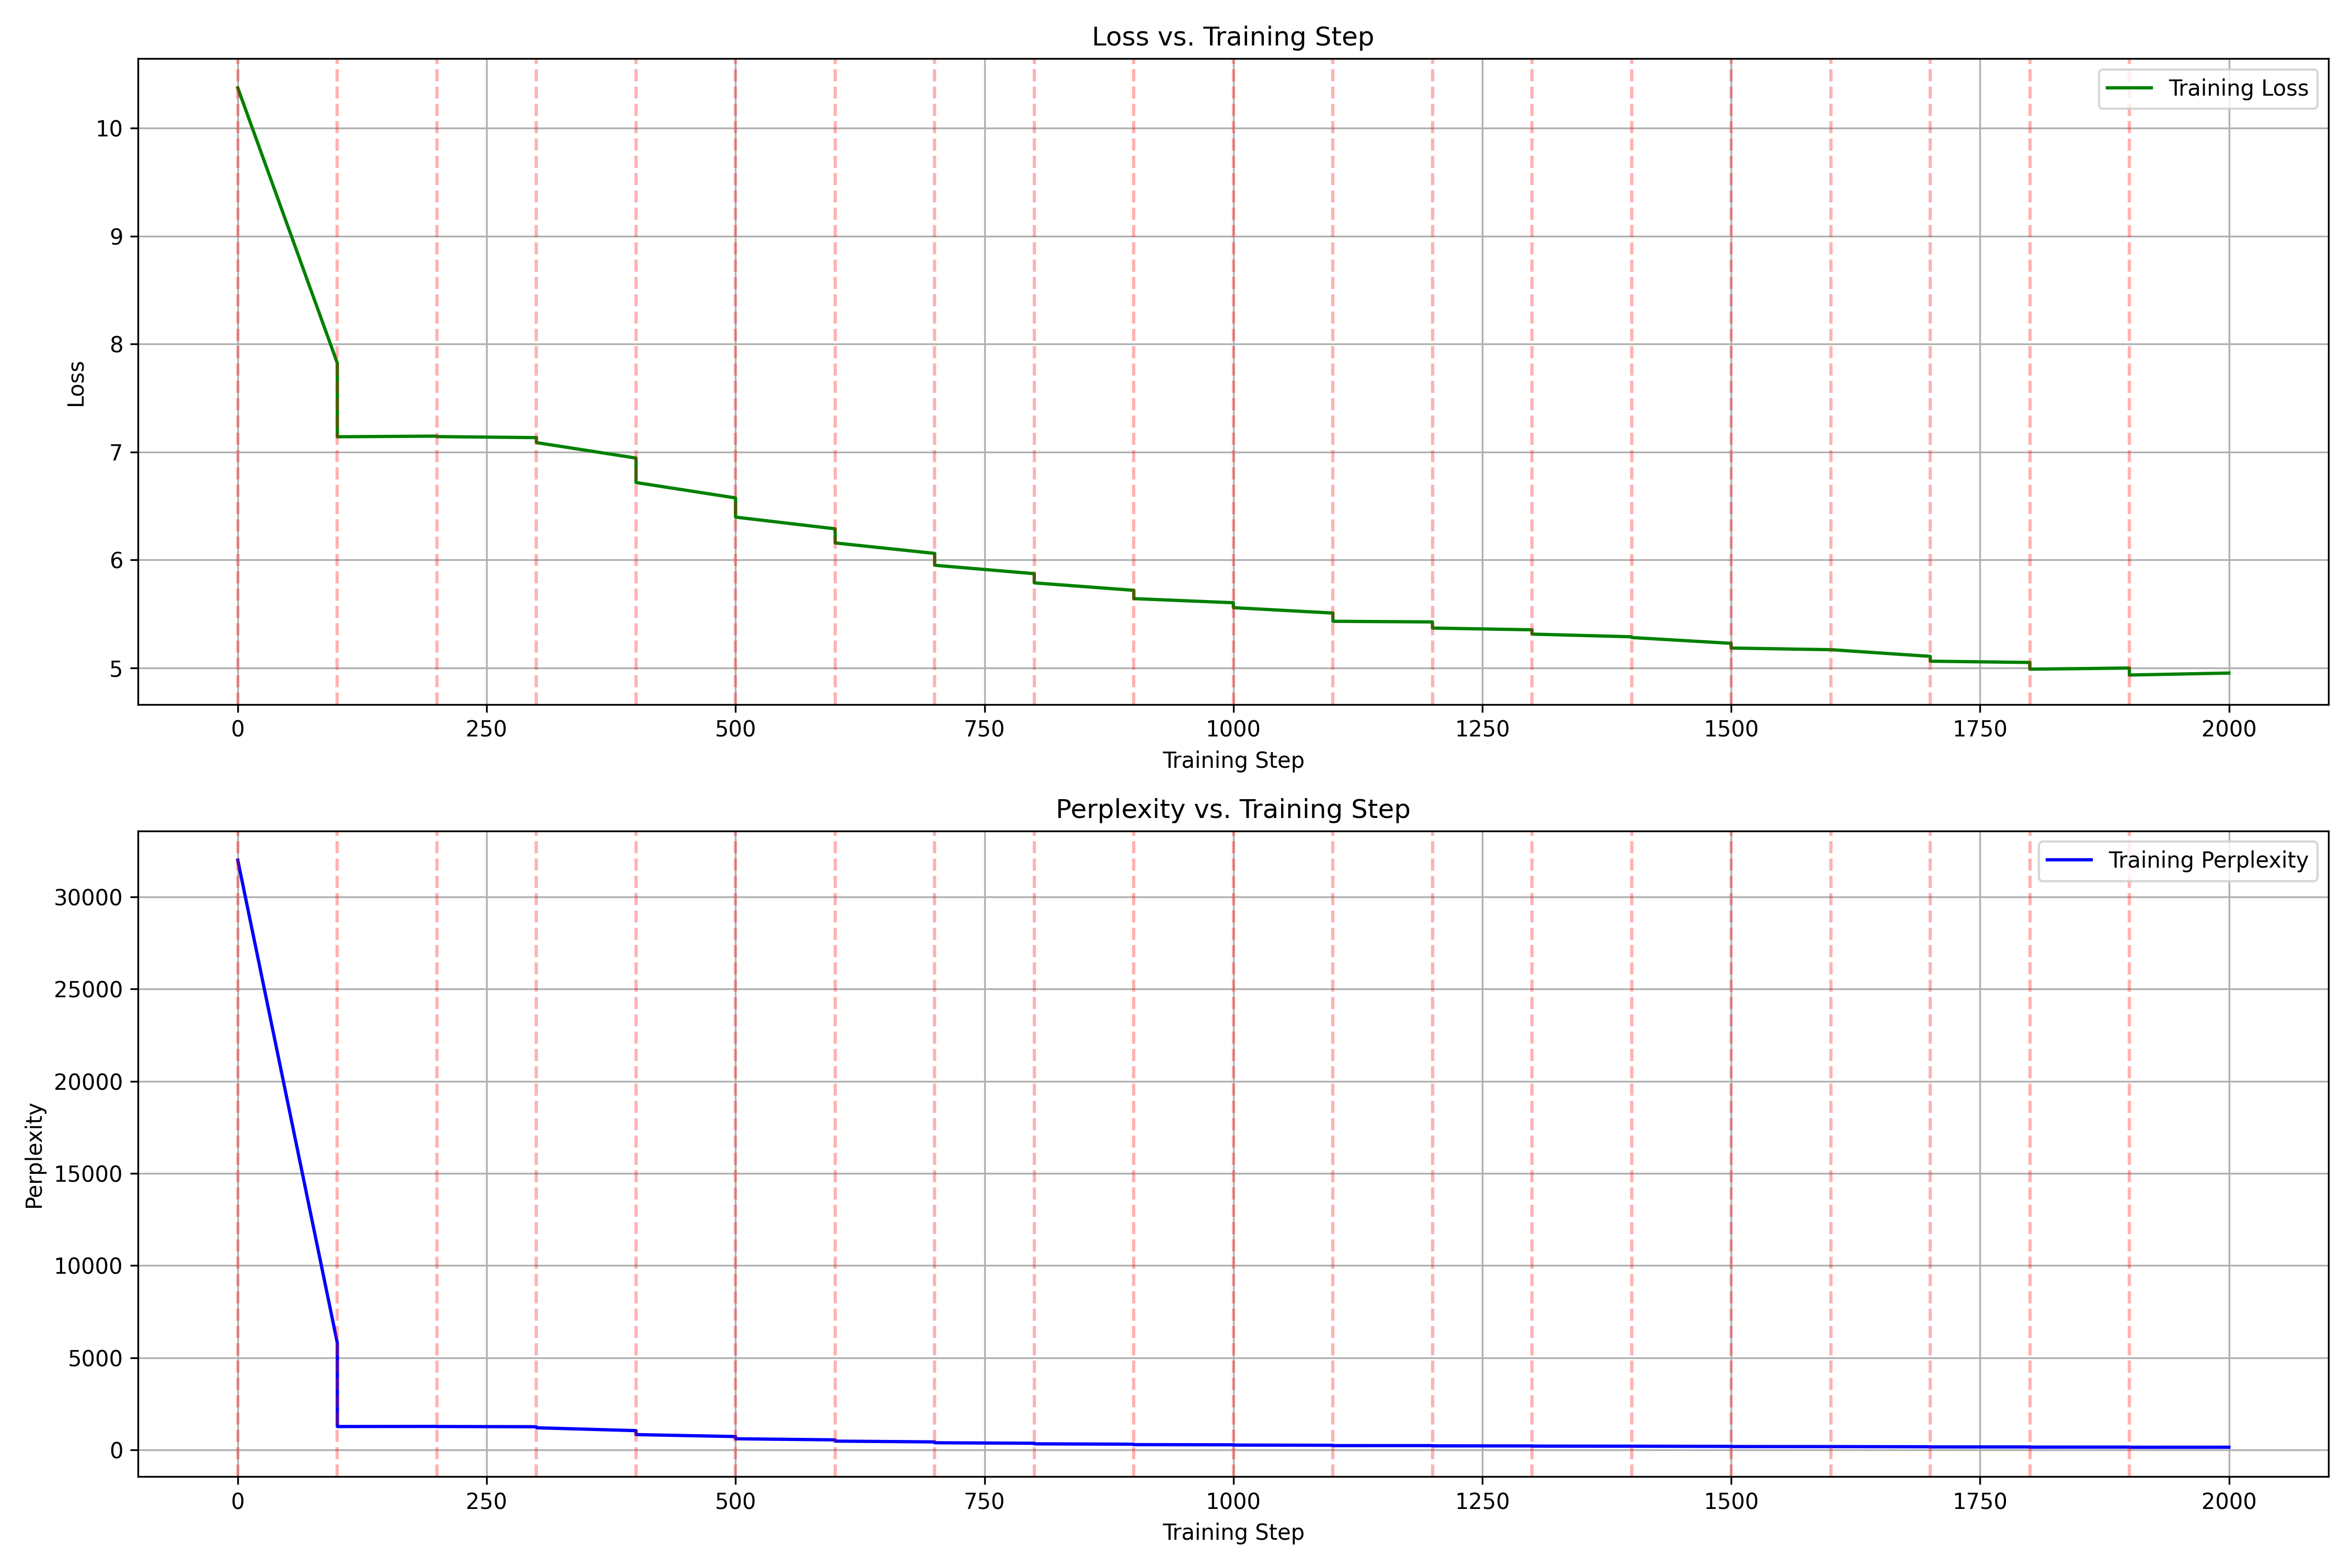 Loss vs. Training Step
Training Loss
10
9
8
7
6
5
Loss
0 250 500 750 1000 1250 1500 1750 2000
Training Step
Perplexity vs. Training Step
Training Perplexity
30000
25000
20000
15000
10000
5000
0
Perplexity
0 250 500 750 1000 1250 1500 1750 2000
Training Step